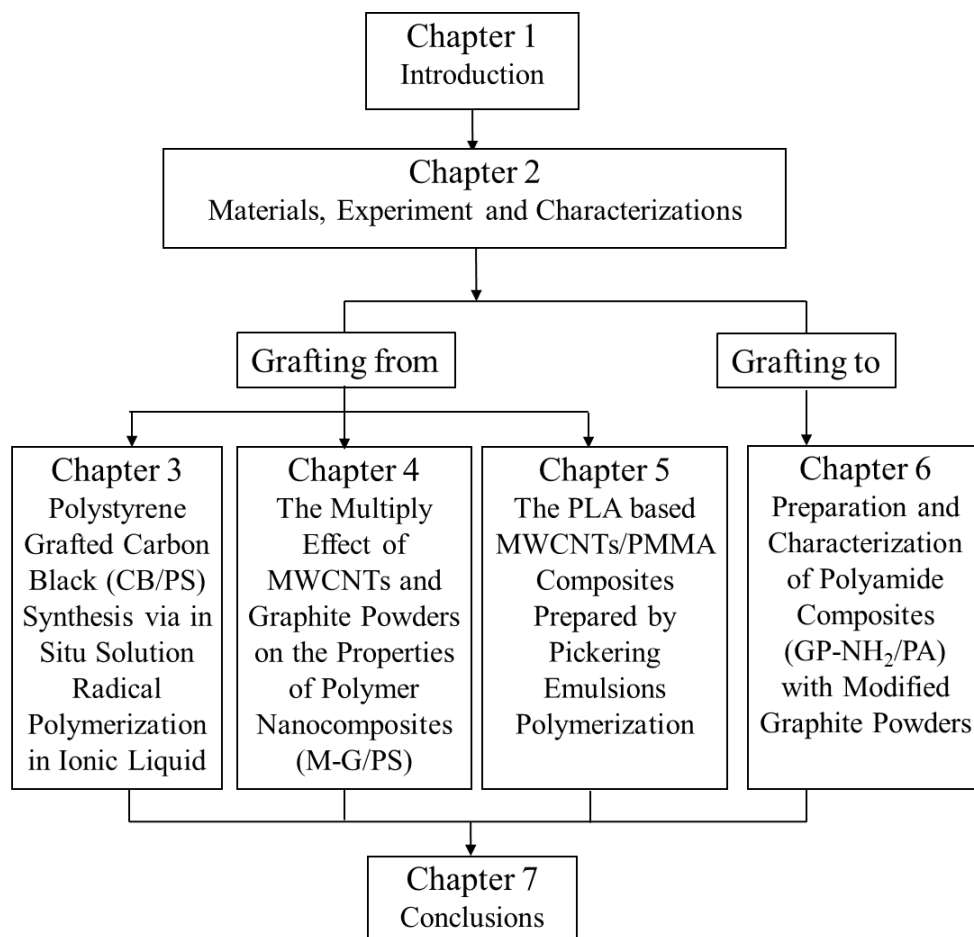 Chapter 1
Introduction
Chapter 2
Materials, Experiment and Characterizations
Grafting from
Grafting to
Chapter 3
Polystyrene
Grafted Carbon
Black (CB/PS)
Synthesis via in
Situ Solution
Radical
Polymerization
in Ionic Liquid
Chapter 4
The Multiply
Effect of
MWCNTs and
Graphite Powders
on the Properties
of Polymer
Nanocomposites
(M-G/PS)
Chapter 5
The PLA based
MWCNTs/PMMA
Composites
Prepared by
Pickering
Emulsions
Polymerization
Chapter 6
Preparation and
Characterization
of Polyamide
Composites
(GP-NH₂/PA)
with Modified
Graphite Powders
Chapter 7
Conclusions